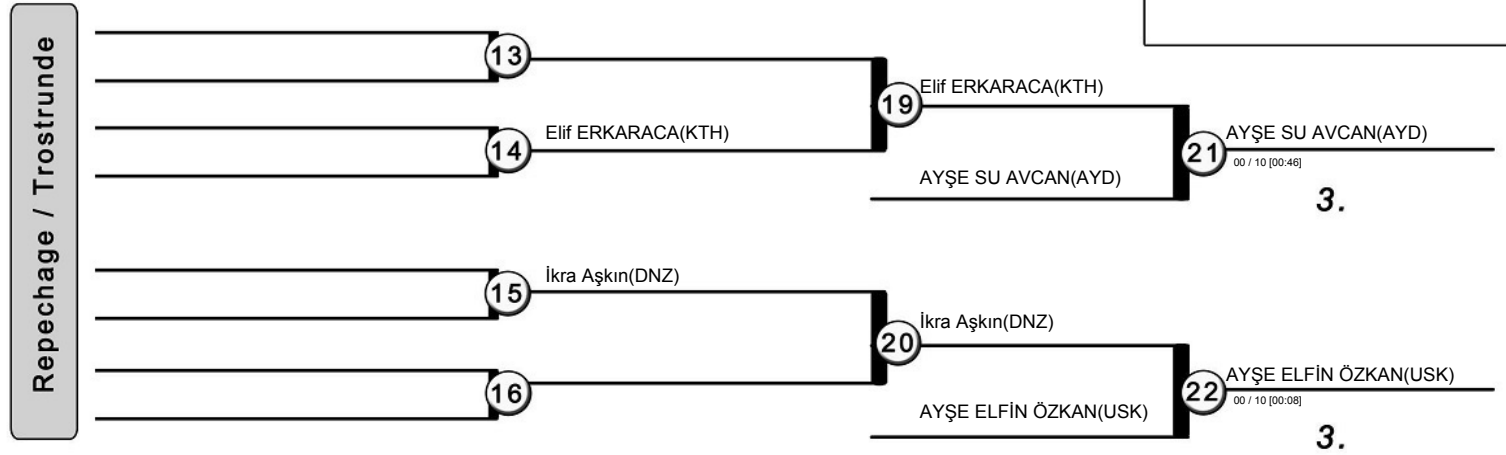 Repechage / Trostrunde
13
14
Elif ERKARACA(KTH)
19
Elif ERKARACA(KTH)
AYŞE SU AVCAN(AYD)
21
AYŞE SU AVCAN(AYD)
00 / 10 [00:46]
3.
15
İkra Aşkın(DNZ)
16
20
İkra Aşkın(DNZ)
AYŞE ELFİN ÖZKAN(USK)
22
AYŞE ELFİN ÖZKAN(USK)
00 / 10 [00:08]
3.